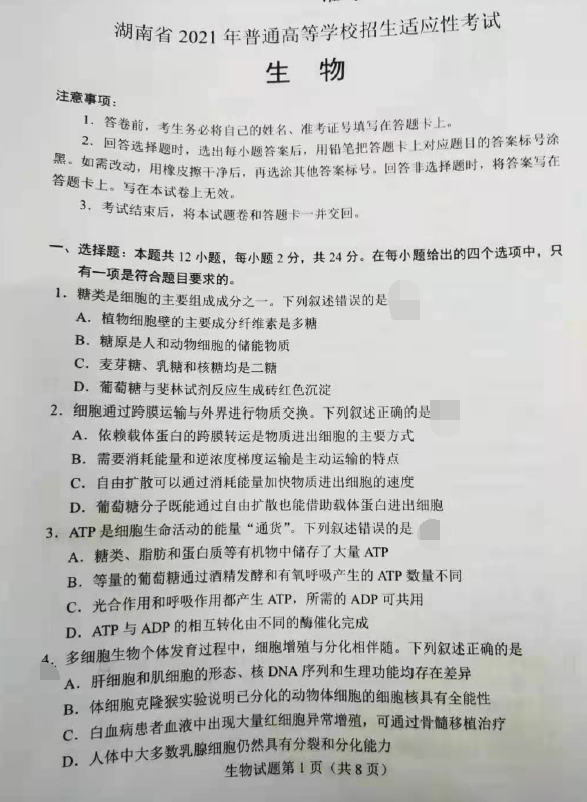 湖南省2021年普通高等学校招生适应性考试
生 物
注意事项：
1．答卷前，考生务必将自己的姓名、准考证号填写在答题卡上。
2．回答选择题时，选出每小题答案后，用铅笔把答题卡上对应题目的答案标号涂
黑。如需改动，用橡皮擦干净后，再选涂其他答案标号。回答非选择题时，将答案写在
答题卡上。写在本试卷上无效。
3．考试结束后，将本试题卷和答题卡一并交回。
一、选择题：本题共12小题，每小题2分，共24分。在每小题给出的四个选项中，只
有一项是符合题目要求的。
1．糖类是细胞的主要组成成分之一。下列叙述错误的是
A．植物细胞壁的主要成分纤维素是多糖
B．糖原是人和动物细胞的储能物质
C．麦芽糖、乳糖和核糖均是二糖
D．葡萄糖与斐林试剂反应生成砖红色沉淀
2．细胞通过跨膜运输与外界进行物质交换。下列叙述正确的是
A．依赖载体蛋白的跨膜转运是物质进出细胞的主要方式
B．需要消耗能量和逆浓度梯度运输是主动运输的特点
C．自由扩散可以通过消耗能量加快物质进出细胞的速度
D．葡萄糖分子既能通过自由扩散也能借助载体蛋白进出细胞
3．ATP是细胞生命活动的能量“通货”。下列叙述错误的是
A．糖类、脂肪和蛋白质等有机物中储存了大量ATP
B．等量的葡萄糖通过酒精发酵和有氧呼吸产生的ATP数量不同
C．光合作用和呼吸作用都产生ATP，所需的ADP可共用
D．ATP与ADP的相互转化由不同的酶催化完成
4．多细胞生物个体发育过程中，细胞增殖与分化相伴随。下列叙述正确的是
A．肝细胞和肌细胞的形态、核DNA序列和生理功能均存在差异
B．体细胞克隆猴实验说明已分化的动物体细胞的细胞核具有全能性
C．白血病患者血液中出现大量红细胞异常增殖，可通过骨髓移植治疗
D．人体中大多数乳腺细胞仍然具有分裂和分化能力
生物试题第1页（共8页）